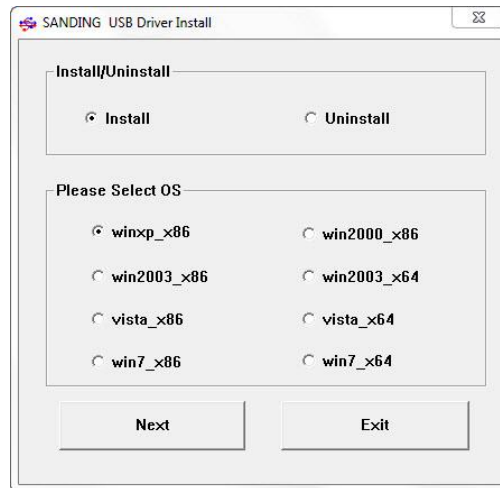 SANDING USB Driver Install
Install/Uninstall
Install Uninstall
Please Select OS
winxp_x86 win2000_x86
win2003_x86 win2003_x64
vista_x86 vista_x64
win7_x86 win7_x64
Next Exit